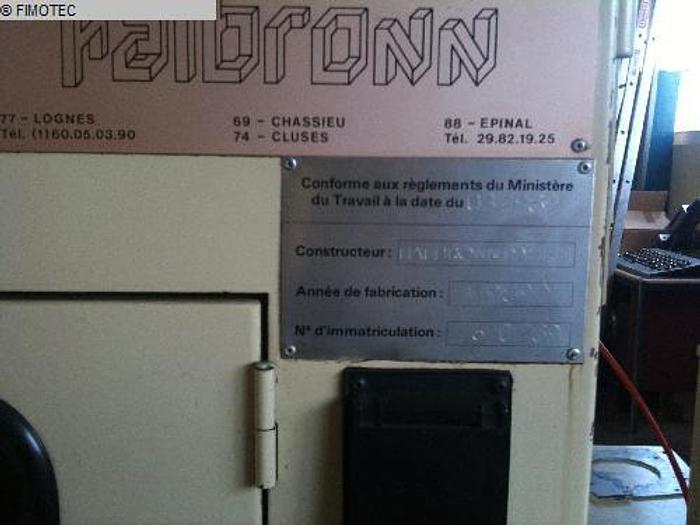 © FIMOTEC
77 - LOGNES
Tél. (1)60.05.03.90
69 - CHASSIEU
74 - CLUSES
88 - EPINAL
Tél. 29.82.19.25
Conforme aux règlements du Ministère
du Travail à la date du
Constructeur :
Année de fabrication :
N° d'immatriculation :